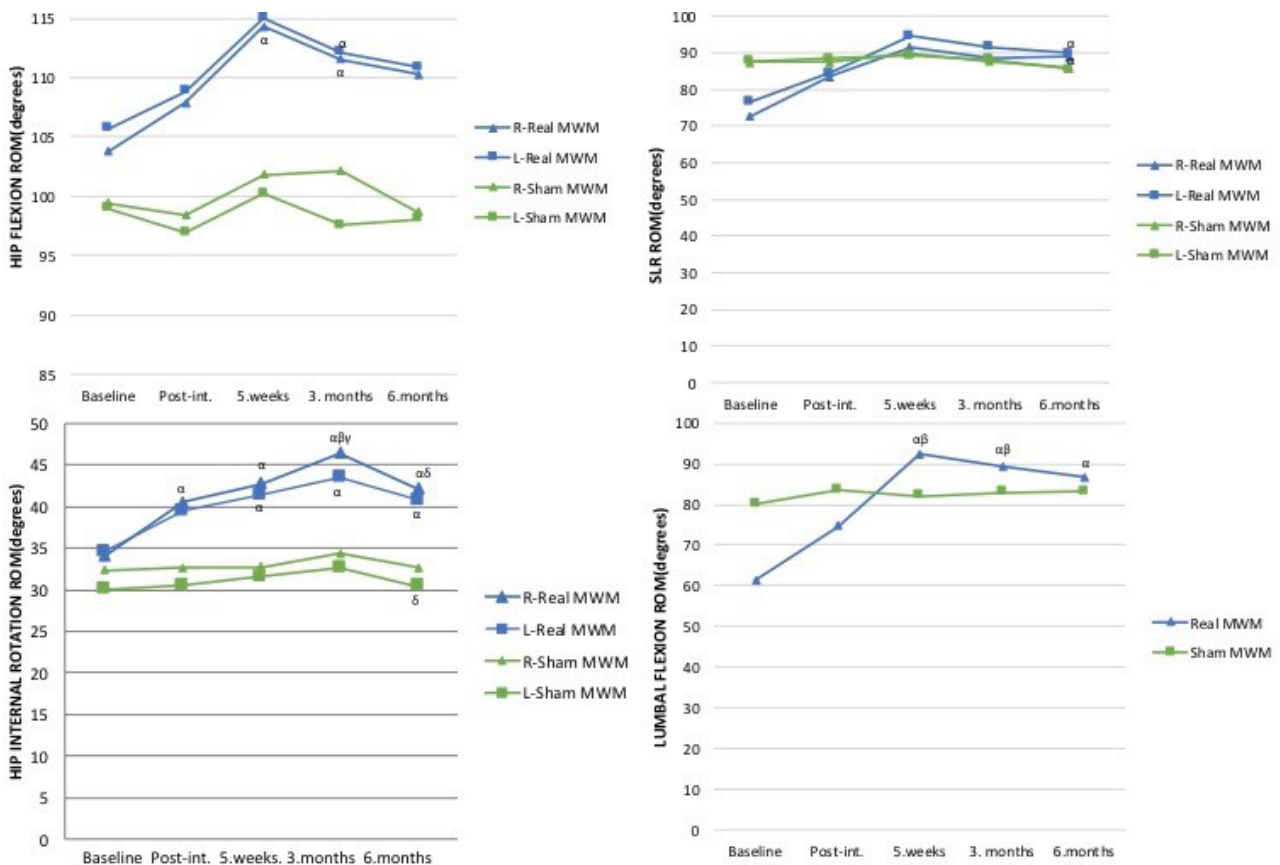 HIP FLEXION ROM(degrees)
115
110
105
100
95
90
85
α
α
α
Baseline Post-int. 5.weeks 3. months 6.months
R-Real MWM
L-Real MWM
R-Sham MWM
L-Sham MWM
SLR ROM(degrees)
100
90
80
70
60
50
40
30
20
10
0
α
α
Baseline Post-int. 5.weeks 3. months 6.months
R-Real MWM
L-Real MWM
R-Sham MWM
L-Sham MWM
HIP INTERNAL ROTATION ROM(degrees)
50
45
40
35
30
25
20
15
10
5
0
α
α
α
αβγ
α
αδ
α
δ
Baseline Post-int. 5.weeks. 3.months 6.months
R-Real MWM
L-Real MWM
R-Sham MWM
L-Sham MWM
LUMBAL FLEXION ROM(degrees)
100
90
80
70
60
50
40
30
20
10
0
αβ
αβ
α
Baseline Post-int. 5.weeks 3. months 6.months
Real MWM
Sham MWM